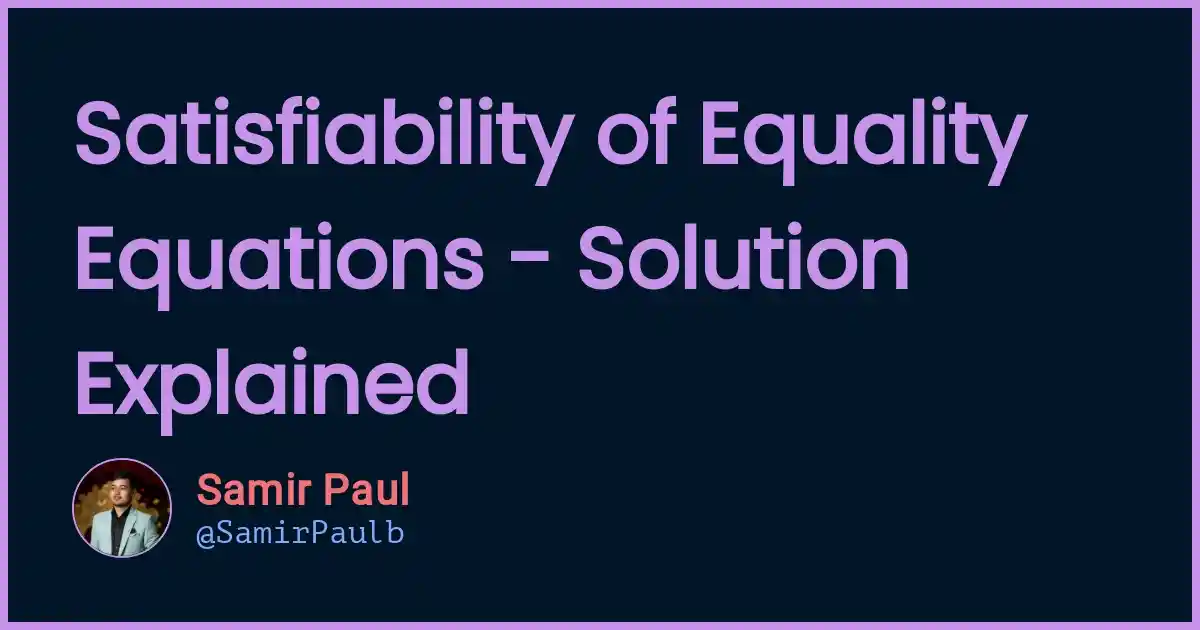 Satisfiability of Equality
Equations - Solution
Explained
Samir Paul
@SamirPaulb